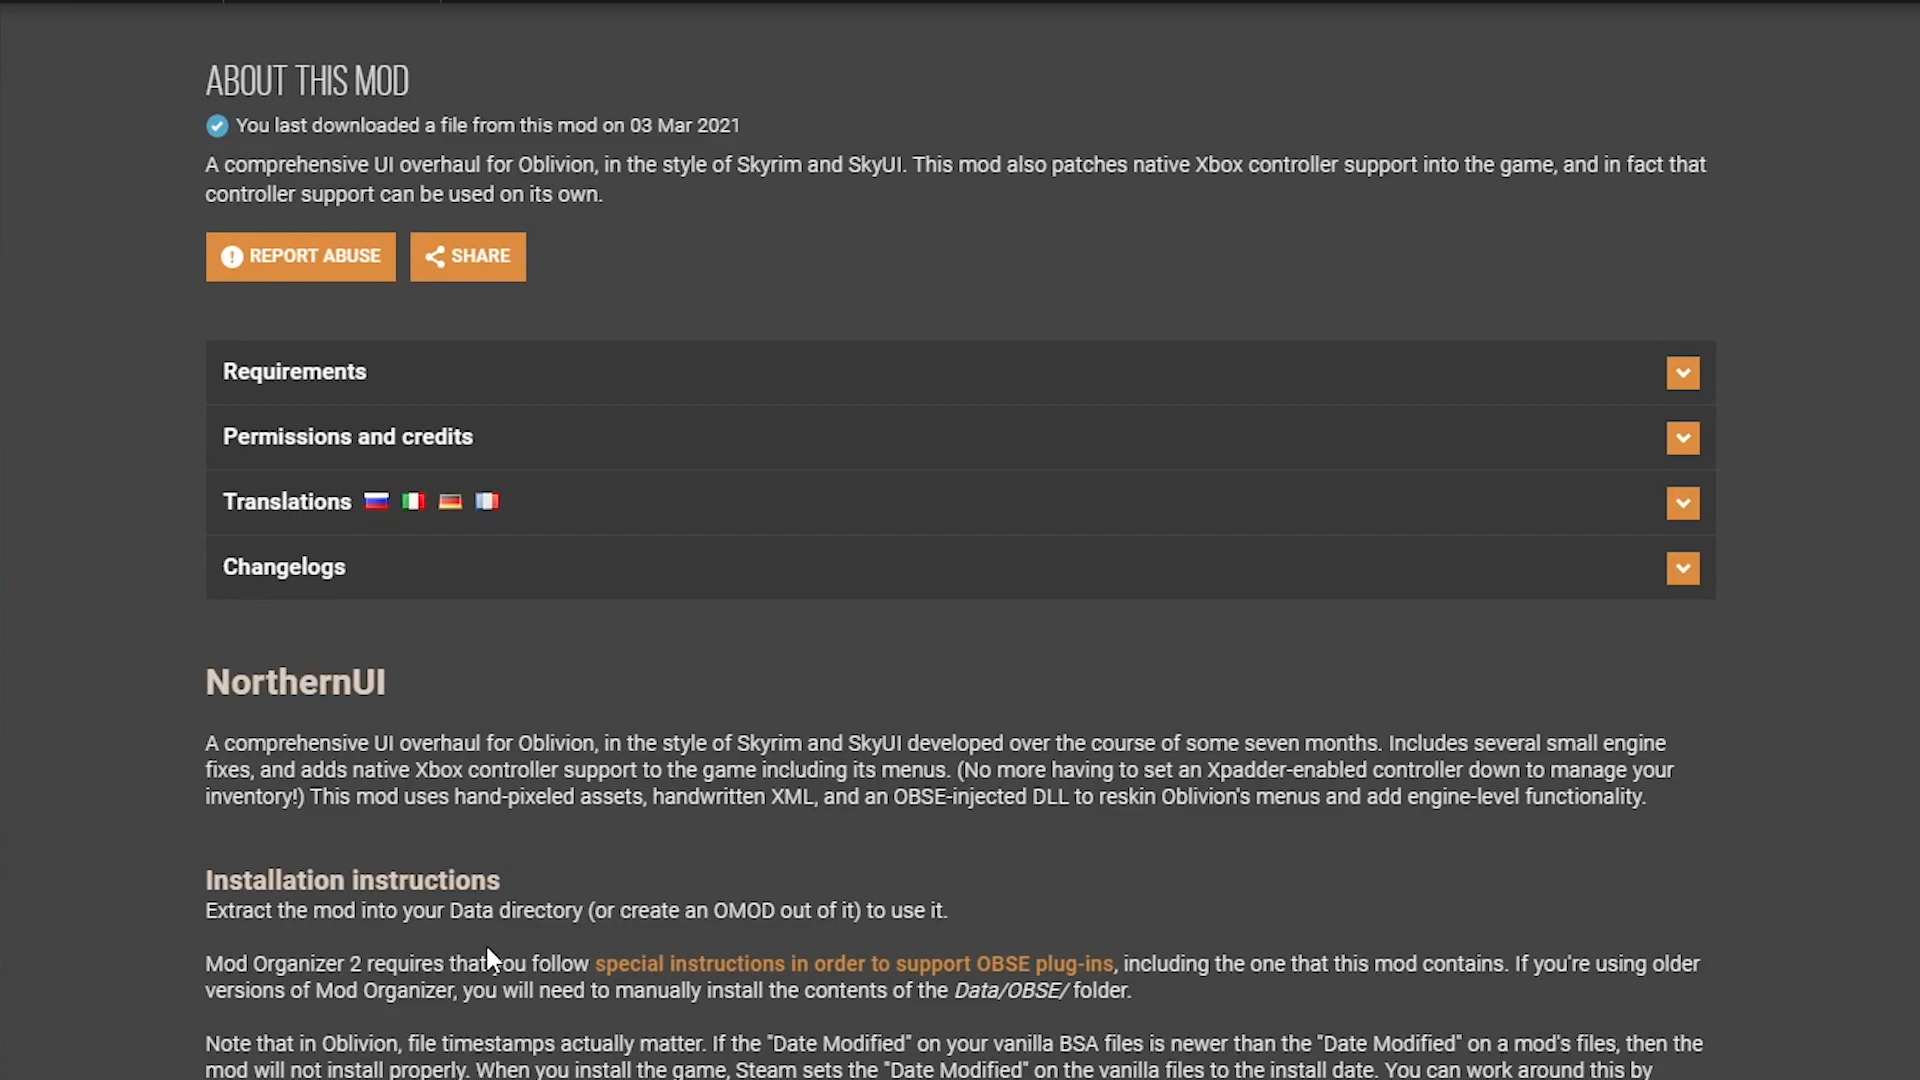 ABOUT THIS MOD
You last downloaded a file from this mod on 03 Mar 2021
A comprehensive UI overhaul for Oblivion, in the style of Skyrim and SkyUI. This mod also patches native Xbox controller support into the game, and in fact that
controller support can be used on its own.
REPORT ABUSE
SHARE
Requirements
Permissions and credits
Translations
Changelogs
NorthernUI
A comprehensive UI overhaul for Oblivion, in the style of Skyrim and SkyUI developed over the course of some seven months. Includes several small engine
fixes, and adds native Xbox controller support to the game including its menus. (No more having to set an Xpadder-enabled controller down to manage your
inventory!) This mod uses hand-pixeled assets, handwritten XML, and an OBSE-injected DLL to reskin Oblivion's menus and add engine-level functionality.
Installation instructions
Extract the mod into your Data directory (or create an OMOD out of it) to use it.
Mod Organizer 2 requires that you follow special instructions in order to support OBSE plug-ins, including the one that this mod contains. If you're using older
versions of Mod Organizer, you will need to manually install the contents of the Data/OBSE/ folder.
Note that in Oblivion, file timestamps actually matter. If the "Date Modified" on your vanilla BSA files is newer than the "Date Modified" on a mod's files, then the
mod will not install properly. When you install the game, Steam sets the "Date Modified" on the vanilla files to the install date. You can work around this by